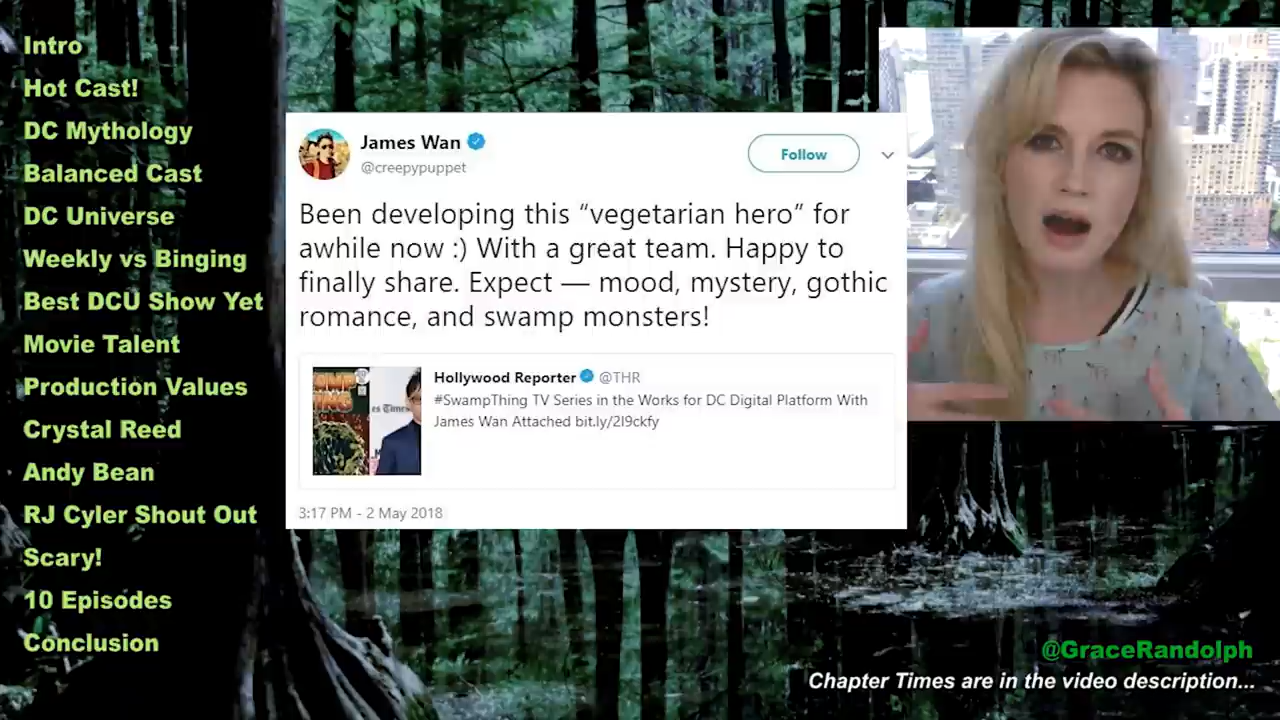 Intro
Hot Cast!
DC Mythology
Balanced Cast
DC Universe
Weekly vs Binging
Best DCU Show Yet
Movie Talent
Production Values
Crystal Reed
Andy Bean
RJ Cyler Shout Out
Scary!
10 Episodes
Conclusion
James Wan
@creepypuppet
Follow
Been developing this “vegetarian hero” for
awhile now :) With a great team. Happy to
finally share. Expect — mood, mystery, gothic
romance, and swamp monsters!
Hollywood Reporter @THR
#SwampThing TV Series in the Works for DC Digital Platform With
James Wan Attached bit.ly/2I9ckfy
3:17 PM - 2 May 2018
@GraceRandolph
Chapter Times are in the video description...